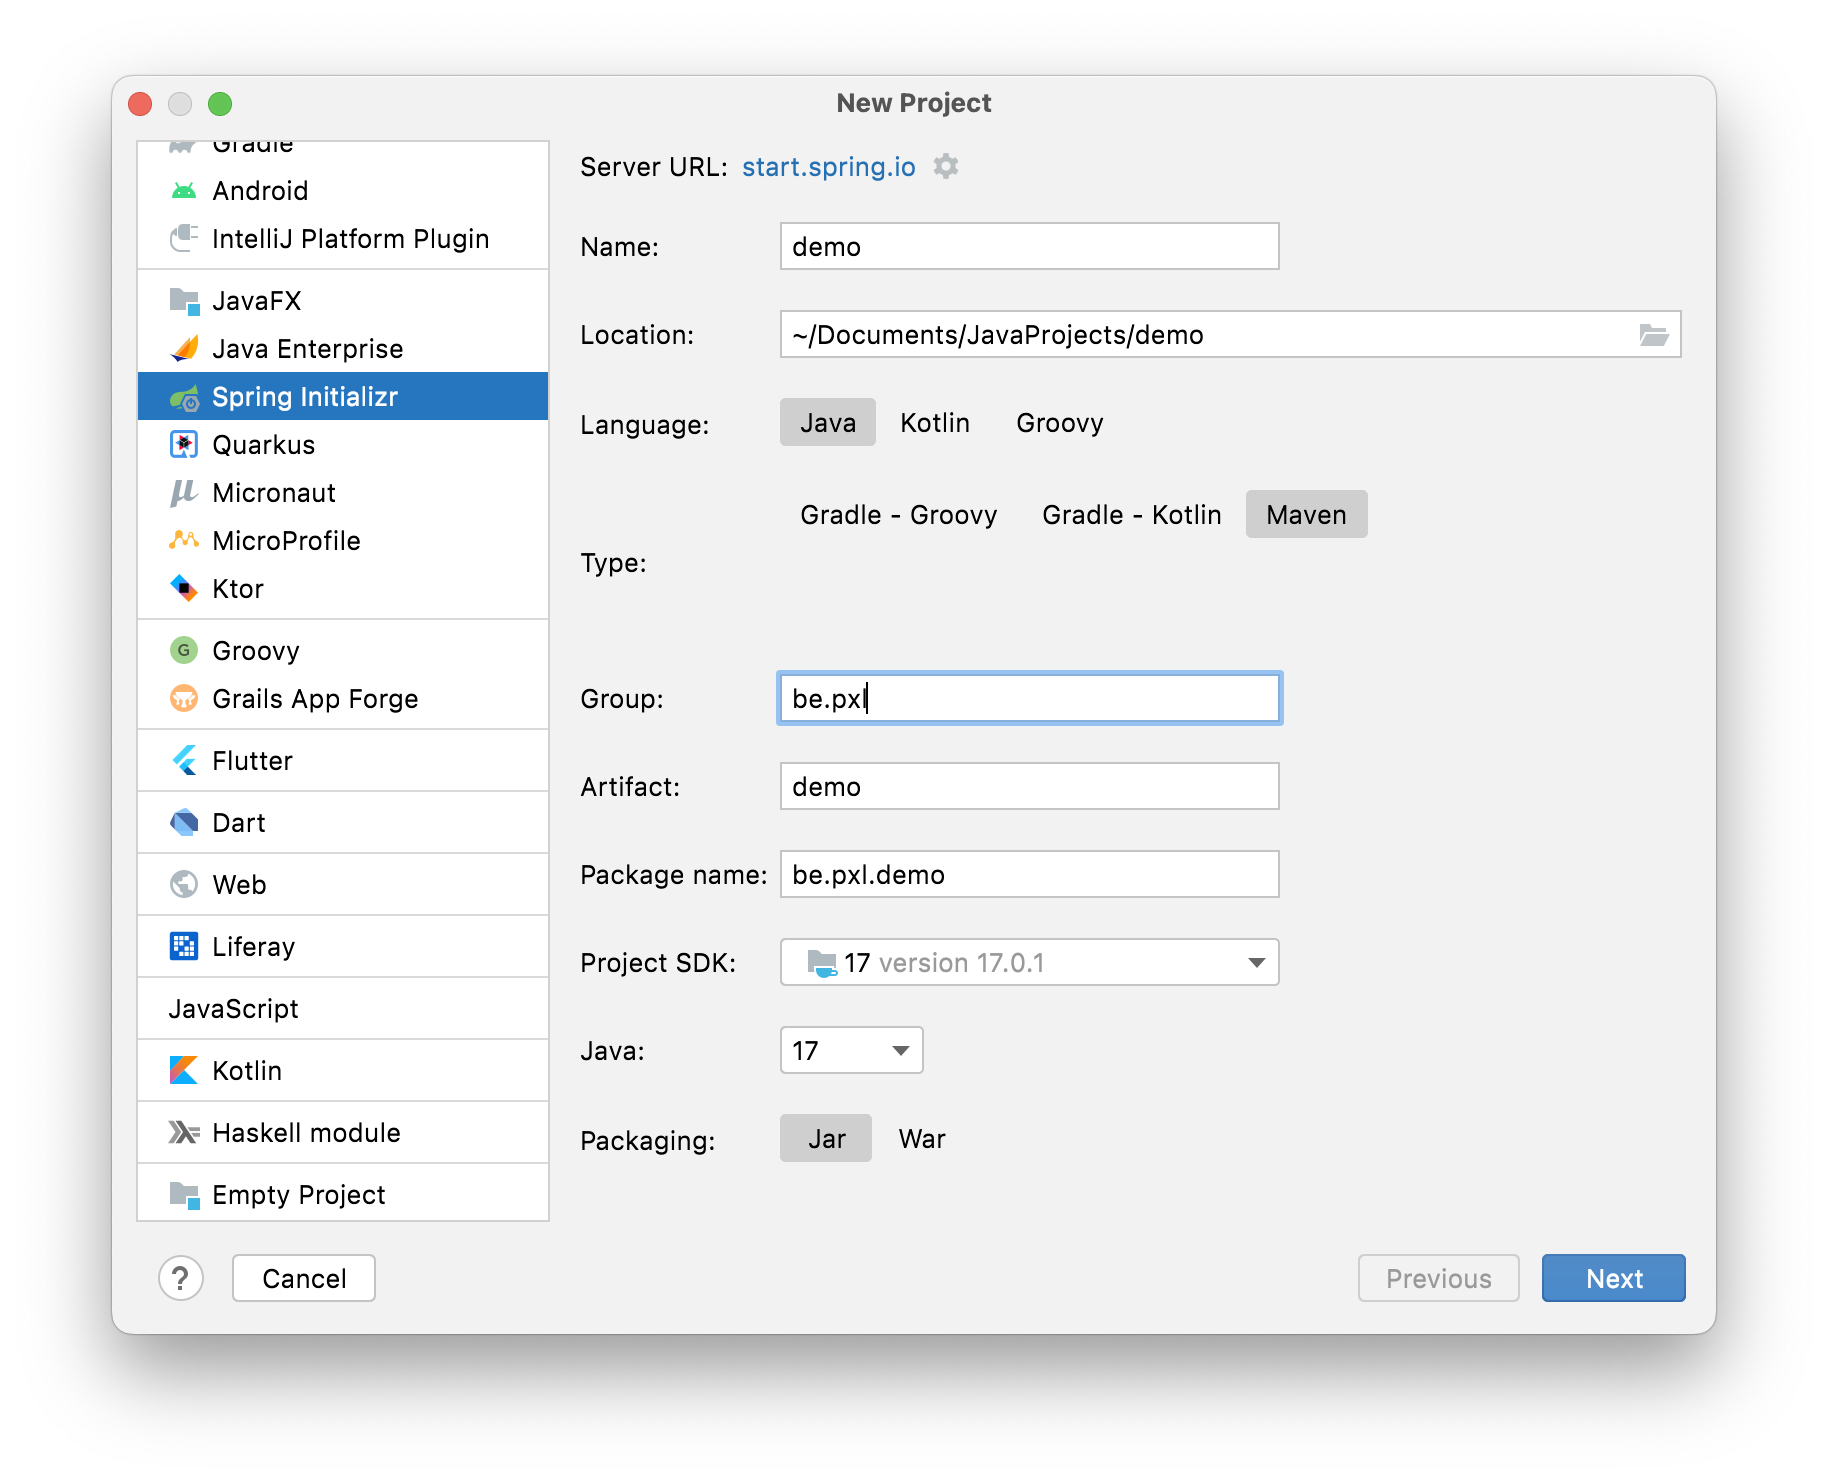 New Project
Gradle
Android
IntelliJ Platform Plugin
JavaFX
Java Enterprise
Spring Initializr
Quarkus
Micronaut
MicroProfile
Ktor
G Groovy
Grails App Forge
Flutter
Dart
Web
Liferay
JavaScript
Kotlin
Haskell module
Empty Project
Server URL: start.spring.io
Name: demo
Location: ~/Documents/JavaProjects/demo
Language: Java Kotlin Groovy
Gradle - Groovy Gradle - Kotlin Maven
Type:
Group: be.pxl
Artifact: demo
Package name: be.pxl.demo
Project SDK: 17 version 17.0.1
Java: 17
Packaging: Jar War
? Cancel Previous Next